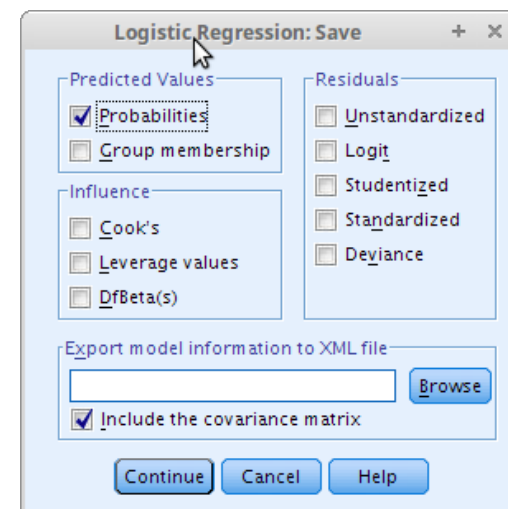 Logistic Regression: Save
Predicted Values
Probabilities
Group membership
Influence
Cook's
Leverage values
DfBeta(s)
Residuals
Unstandardized
Logit
Studentized
Standardized
Deviance
Export model information to XML file
Browse
Include the covariance matrix
Continue Cancel Help